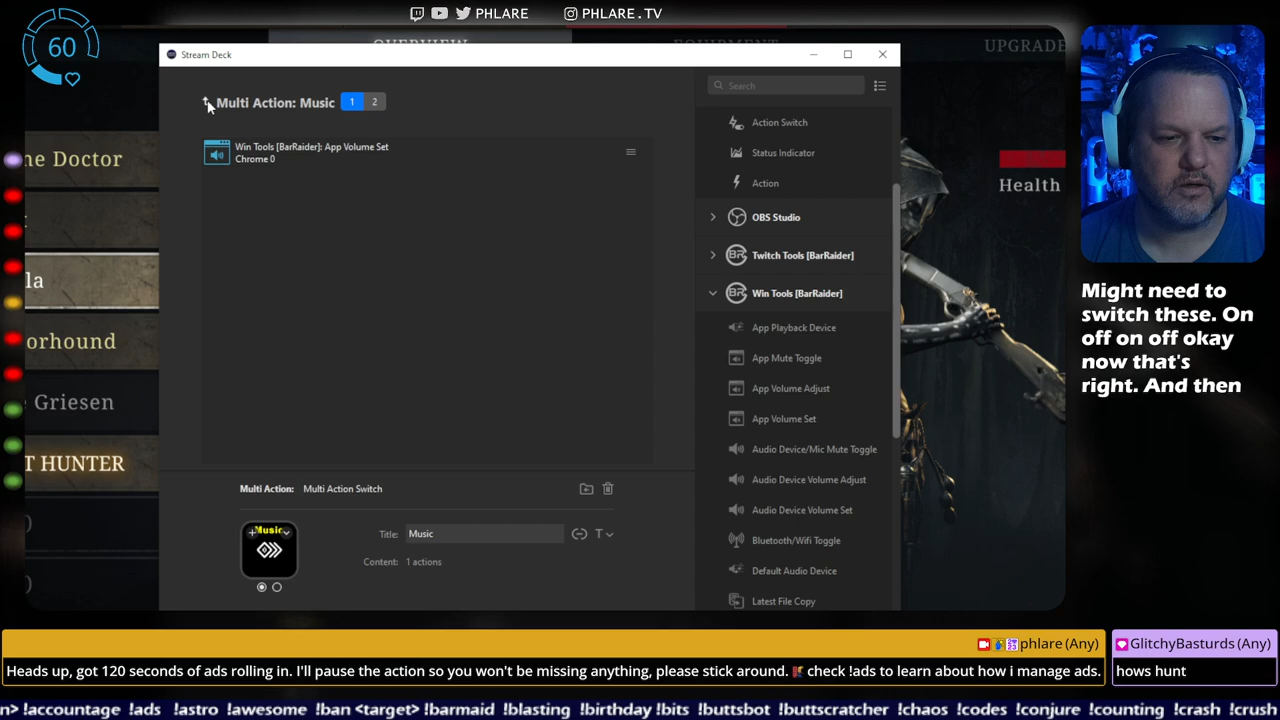 PHLARE PHLARE.TV
60
OVERVIEW EQUIPMENT UPGRADE
Stream Deck
Multi Action: Music 1 2
Search
Win Tools [BarRaider]: App Volume Set
Chrome 0
Action Switch
Status Indicator
Action
OBS Studio
Twitch Tools [BarRaider]
Win Tools [BarRaider]
App Playback Device
App Mute Toggle
App Volume Adjust
App Volume Set
Audio Device/Mic Mute Toggle
Audio Device Volume Adjust
Audio Device Volume Set
Bluetooth/Wifi Toggle
Default Audio Device
Latest File Copy
Multi Action: Multi Action Switch
Music
Title: Music
T
Content: 1 actions
ne Doctor
la
orhound
Griesen
T HUNTER
Health
Might need to
switch these. On
off on off okay
now that's
right. And then
phlare (Any)
Heads up, got 120 seconds of ads rolling in. I'll pause the action so you won't be missing anything, please stick around. check !ads to learn about how i manage ads.
GlitchyBasturds (Any)
hows hunt
n> !accountage !ads !astro !awesome !ban <target> !barmaid !blasting !birthday !bits !buttsbot !buttscratcher !chaos !codes !conjure !counting !crash !crush